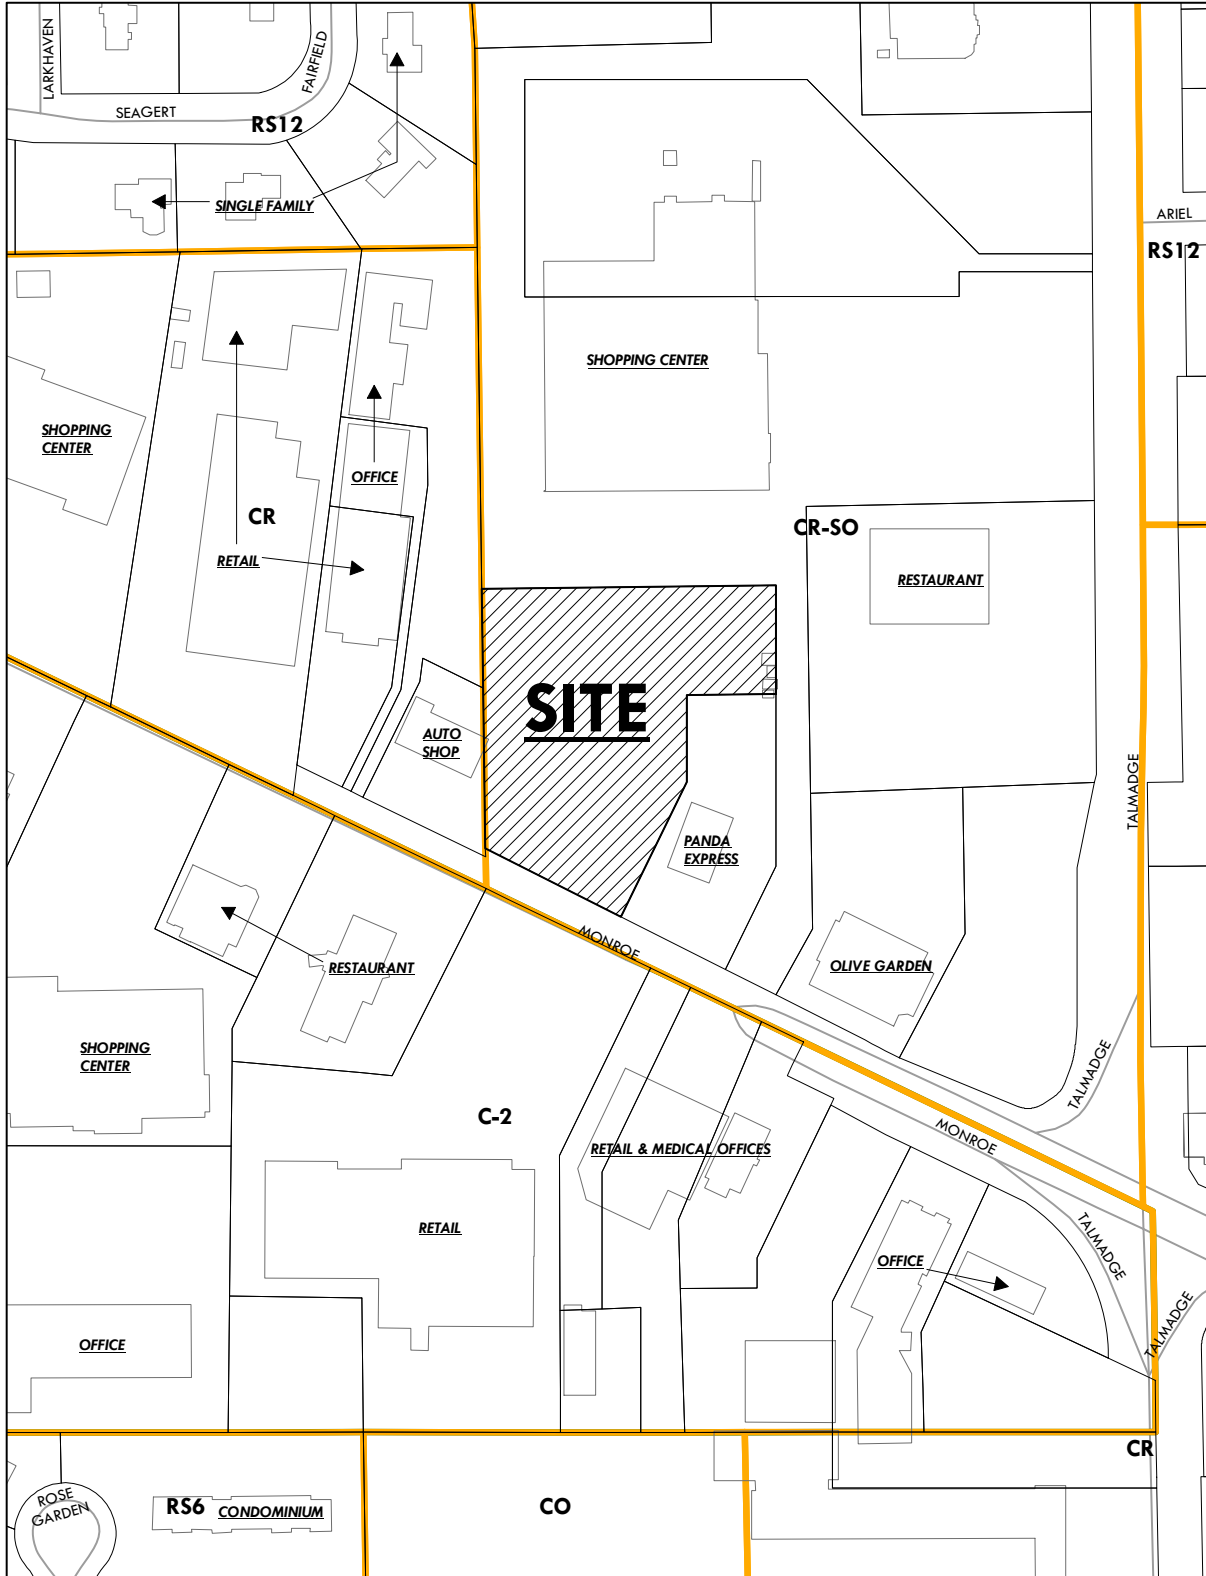 LARKHAVEN
FAIRFIELD
SEAGERT
RS12
SINGLE FAMILY
ARIEL
RS12
SHOPPING CENTER
SHOPPING
CENTER
OFFICE
CR
CR-SO
RETAIL
RESTAURANT
SITE
AUTO
SHOP
TALMADGE
PANDA
EXPRESS
MONROE
RESTAURANT
OLIVE GARDEN
SHOPPING
CENTER
TALMADGE
C-2
MONROE
RETAIL & MEDICAL OFFICES
RETAIL
TALMADGE
OFFICE
TALMADGE
OFFICE
CR
ROSE
GARDEN
RS6
CONDOMINIUM
CO